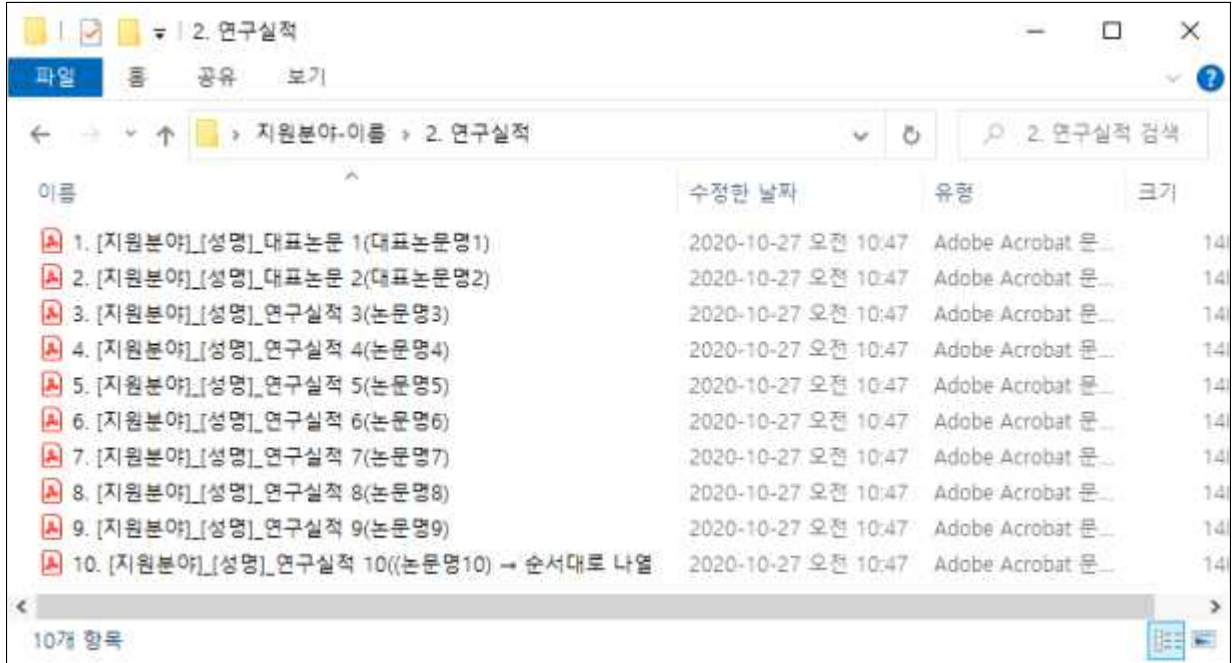 2. 연구실적
파일 홈 공유 보기
지원분야-이름 › 2. 연구실적 2. 연구실적 검색
이름 수정한 날짜 유형 크기
1. [지원분야]_[성명]_대표논문 1(대표논문명1) 2020-10-27 오전 10:47 Adobe Acrobat 문...
2. [지원분야]_[성명]_대표논문 2(대표논문명2) 2020-10-27 오전 10:47 Adobe Acrobat 문...
3. [지원분야]_[성명]_연구실적 3(논문명3) 2020-10-27 오전 10:47 Adobe Acrobat 문...
4. [지원분야]_[성명]_연구실적 4(논문명4) 2020-10-27 오전 10:47 Adobe Acrobat 문...
5. [지원분야]_[성명]_연구실적 5(논문명5) 2020-10-27 오전 10:47 Adobe Acrobat 문...
6. [지원분야]_[성명]_연구실적 6(논문명6) 2020-10-27 오전 10:47 Adobe Acrobat 문...
7. [지원분야]_[성명]_연구실적 7(논문명7) 2020-10-27 오전 10:47 Adobe Acrobat 문...
8. [지원분야]_[성명]_연구실적 8(논문명8) 2020-10-27 오전 10:47 Adobe Acrobat 문...
9. [지원분야]_[성명]_연구실적 9(논문명9) 2020-10-27 오전 10:47 Adobe Acrobat 문...
10. [지원분야]_[성명]_연구실적 10((논문명10) → 순서대로 나열 2020-10-27 오전 10:47 Adobe Acrobat 문...
10개 항목